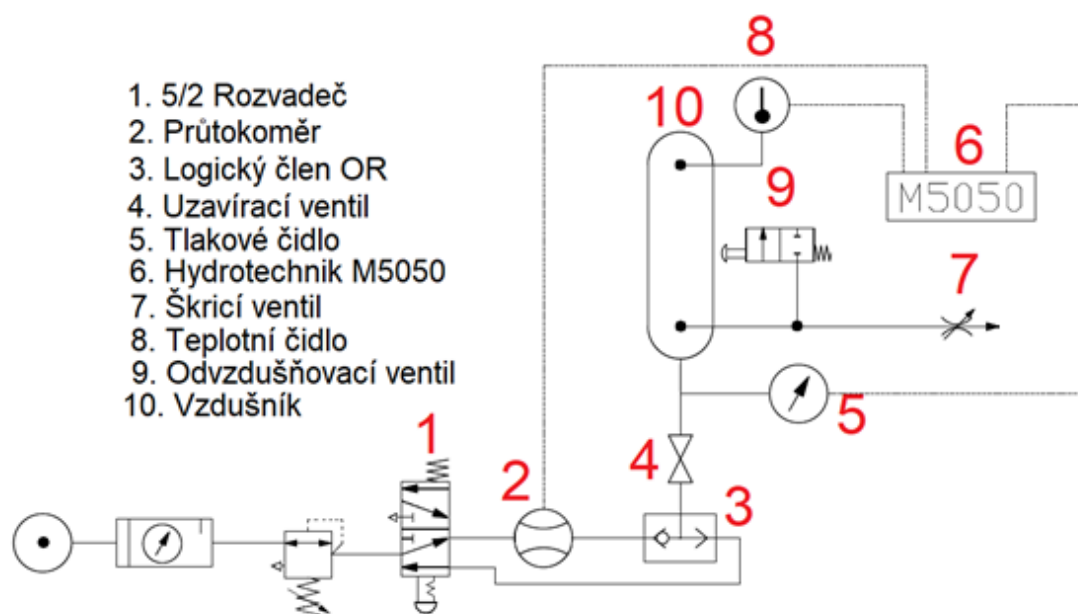 1. 5/2 Rozvadeč
2. Průtokoměr
3. Logický člen OR
4. Uzavírací ventil
5. Tlakové čidlo
6. Hydrotechnik M5050
7. Škricí ventil
8. Teplotní čidlo
9. Odvzdušňovací ventil
10. Vzdušník
8
10
6
9
M5050
7
5
1
2
4
3